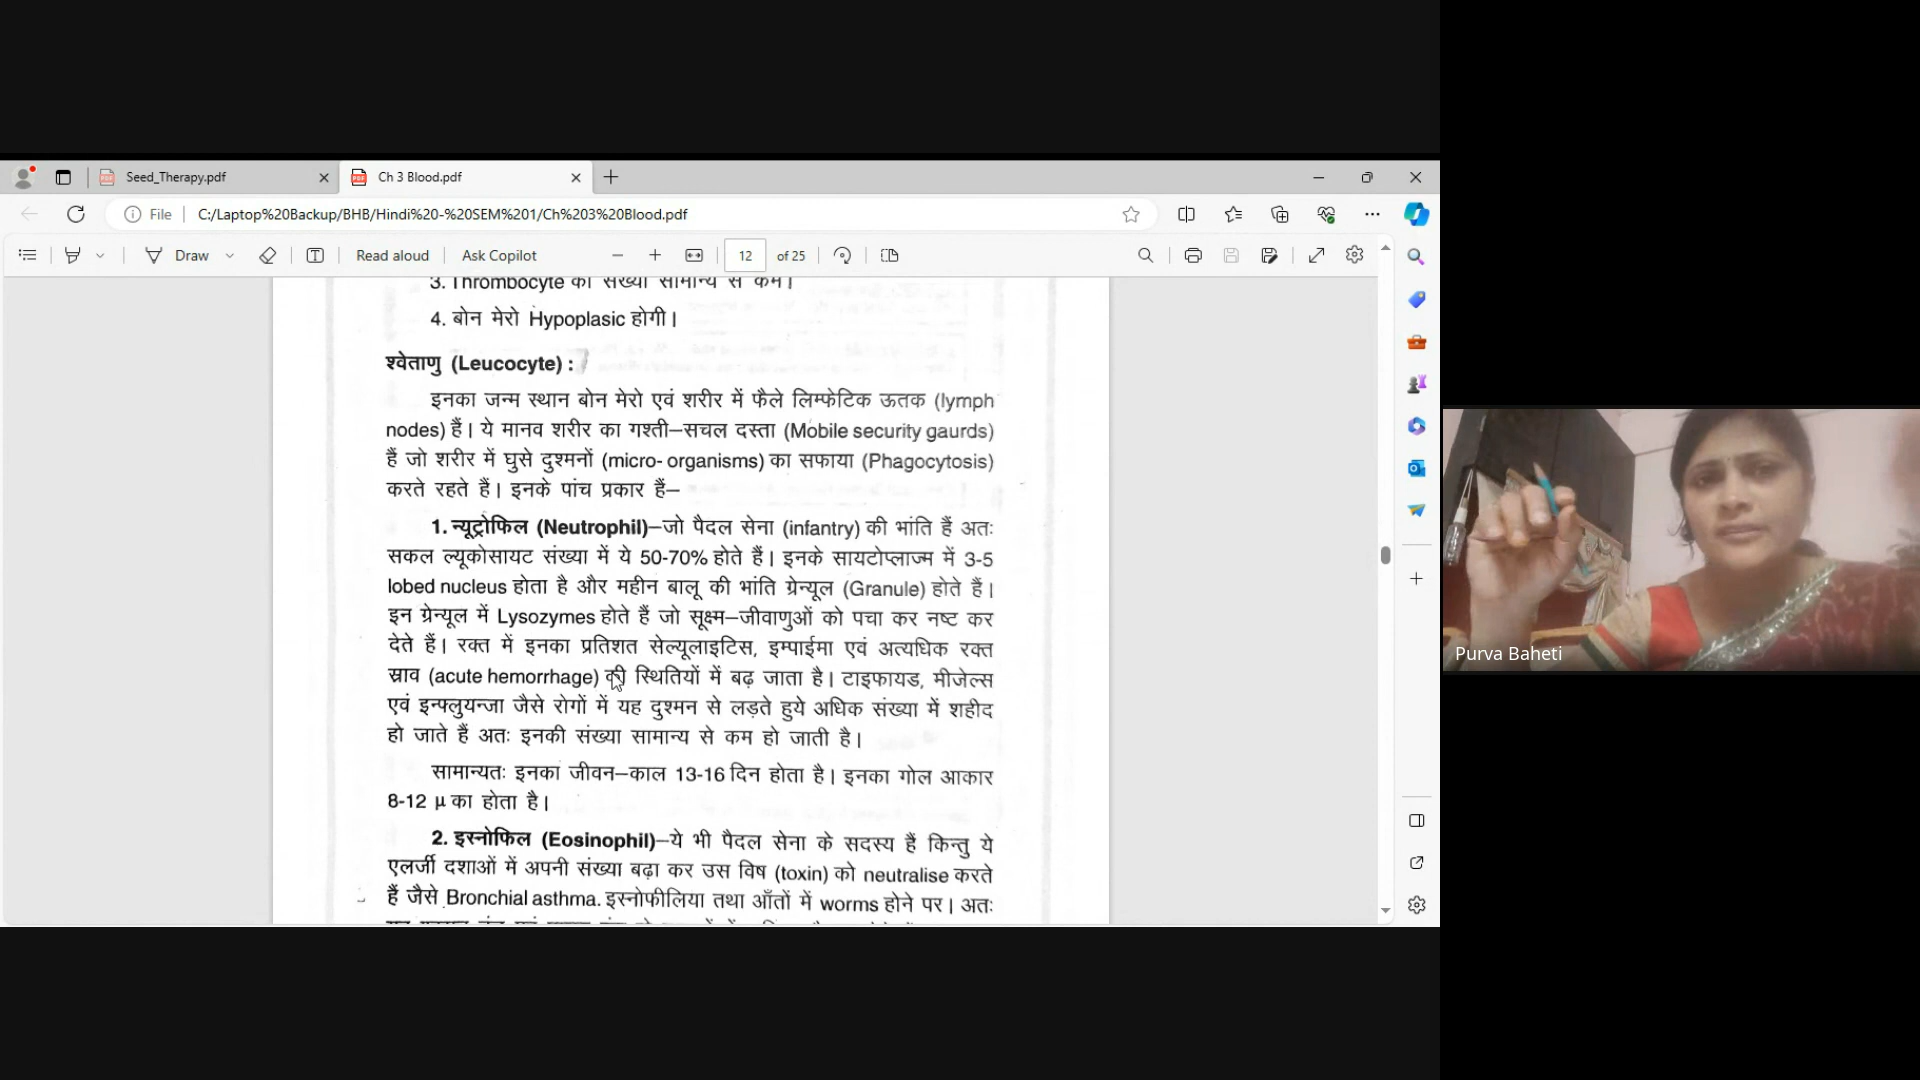 Seed_Therapy.pdf
Ch 3 Blood.pdf
File
C:/Laptop%20Backup/BHB/Hindi%20-%20SEM%201/Ch%203%20Blood.pdf
Draw
Read aloud
Ask Copilot
12 of 25
3. Thrombocyte की संख्या सामान्य से कम।
4. बोन मेरो Hypoplasic होगी।
श्वेताणु (Leucocyte) :
इनका जन्म स्थान बोन मेरो एवं शरीर में फैले लिम्फेटिक ऊतक (lymph
nodes) हैं। ये मानव शरीर का गश्ती–सचल दस्ता (Mobile security gaurds)
हैं जो शरीर में घुसे दुश्मनों (micro- organisms) का सफाया (Phagocytosis)
करते रहते हैं। इनके पांच प्रकार हैं–
1. न्यूट्रोफिल (Neutrophil)–जो पैदल सेना (infantry) की भांति हैं अतः
सकल ल्यूकोसायट संख्या में ये 50-70% होते हैं। इनके सायटोप्लाज्म में 3-5
lobed nucleus होता है और महीन बालू की भांति ग्रेन्यूल (Granule) होते हैं।
इन ग्रेन्यूल में Lysozymes होते हैं जो सूक्ष्म–जीवाणुओं को पचा कर नष्ट कर
देते हैं। रक्त में इनका प्रतिशत सेल्यूलाइटिस, इम्पाईमा एवं अत्यधिक रक्त
स्राव (acute hemorrhage) की स्थितियों में बढ़ जाता है। टाइफायड, मीजेल्स
एवं इन्फ्लुयन्जा जैसे रोगों में यह दुश्मन से लड़ते हुये अधिक संख्या में शहीद
हो जाते हैं अतः इनकी संख्या सामान्य से कम हो जाती है।
सामान्यतः इनका जीवन–काल 13-16 दिन होता है। इनका गोल आकार
8-12 μ का होता है।
2. इस्नोफिल (Eosinophil)–ये भी पैदल सेना के सदस्य हैं किन्तु ये
एलर्जी दशाओं में अपनी संख्या बढ़ा कर उस विष (toxin) को neutralise करते
हैं जैसे Bronchial asthma. इस्नोफीलिया तथा आँतों में worms होने पर। अतः
Purva Baheti